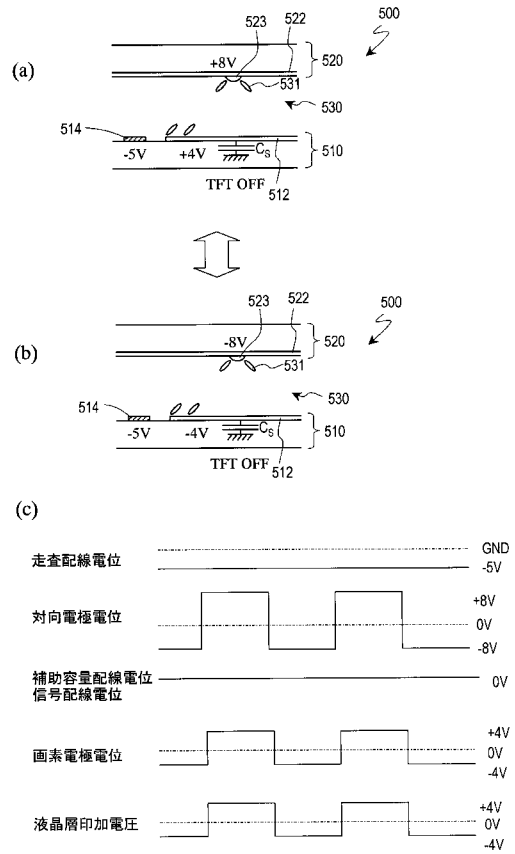 523
522
500
(a)
+8V
520
531
530
514
510
-5V
+4V
Cs
TFT OFF
512
523
522
500
(b)
-8V
520
531
530
514
510
-5V
-4V
Cs
TFT OFF
512
(c)
走査配線電位
GND
-5V
対向電極電位
+8V
0V
-8V
補助容量配線電位
信号配線電位
0V
画素電極電位
+4V
0V
-4V
液晶層印加電圧
+4V
0V
-4V